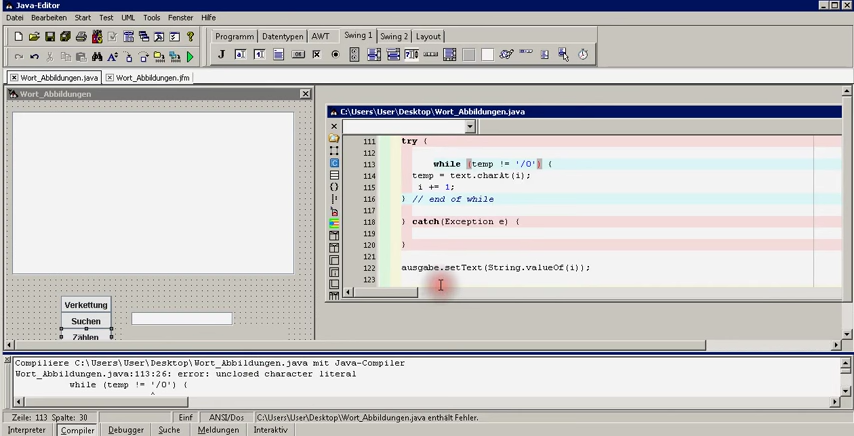 Java-Editor
Datei Bearbeiten Start Test UML Tools Fenster Hilfe
Programm Datentypen AWT Swing 1 Swing 2 Layout
Wort_Abbildungen.java Wort_Abbildungen.jfm
Wort_Abbildungen
C:\Users\User\Desktop\Wort_Abbildungen.java
111 try {
112
113 while (temp != '/0') {
114 temp = text.charAt(i);
115 i += 1;
116 } // end of while
117
118 } catch(Exception e) {
119
120 }
121
122 ausgabe.setText(String.valueOf(i));
123
Verkettung
Suchen
Zählen
Compiliere C:\Users\User\Desktop\Wort_Abbildungen.java mit Java-Compiler
Wort_Abbildungen.java:113:26: error: unclosed character literal
while (temp != '/0') {
^
Zeile: 113 Spalte: 30 Einf ANSI/Dos C:\Users\User\Desktop\Wort_Abbildungen.java enthält Fehler.
Interpreter Compiler Debugger Suche Meldungen Interaktiv